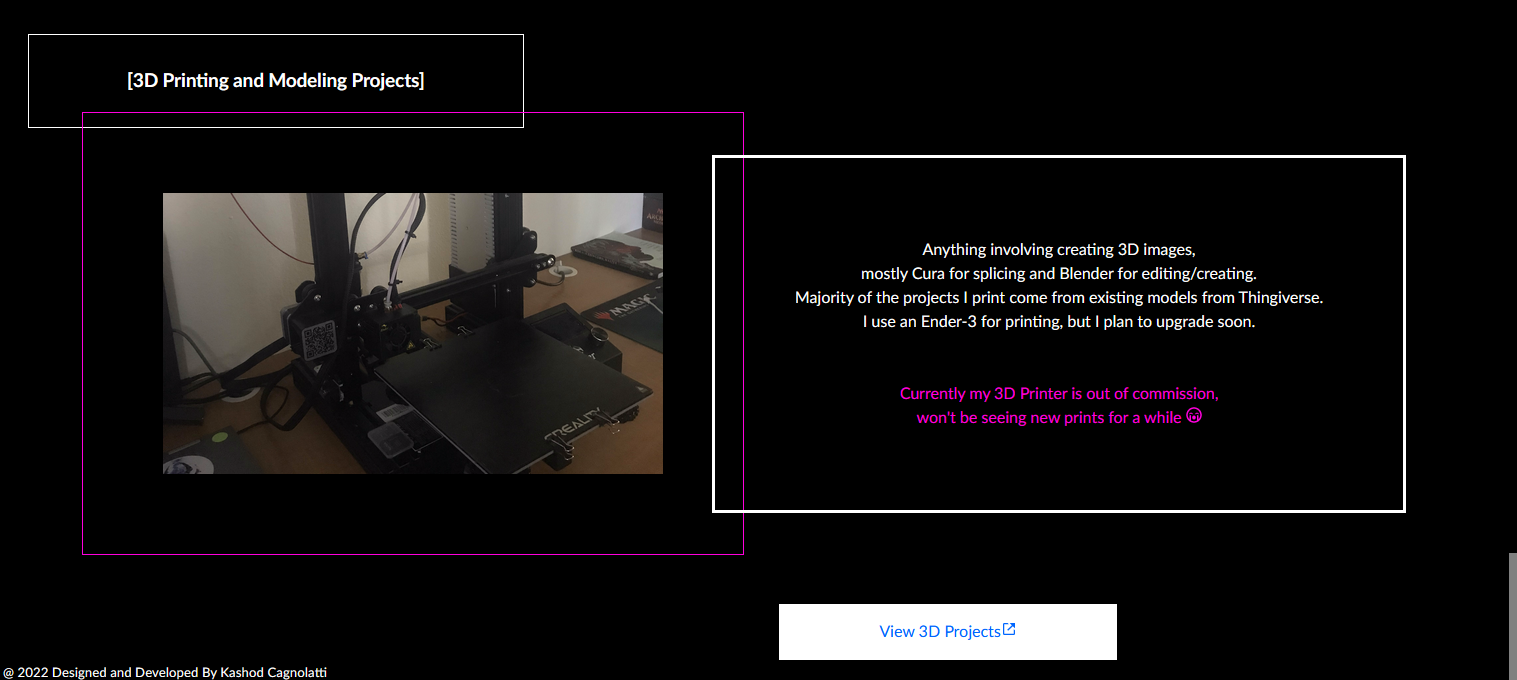 [3D Printing and Modeling Projects]
MAGIC
CREALITY
Anything involving creating 3D images,
mostly Cura for splicing and Blender for editing/creating.
Majority of the projects I print come from existing models from Thingiverse.
I use an Ender-3 for printing, but I plan to upgrade soon.
Currently my 3D Printer is out of commission,
won't be seeing new prints for a while
View 3D Projects
@ 2022 Designed and Developed By Kashod Cagnolatti